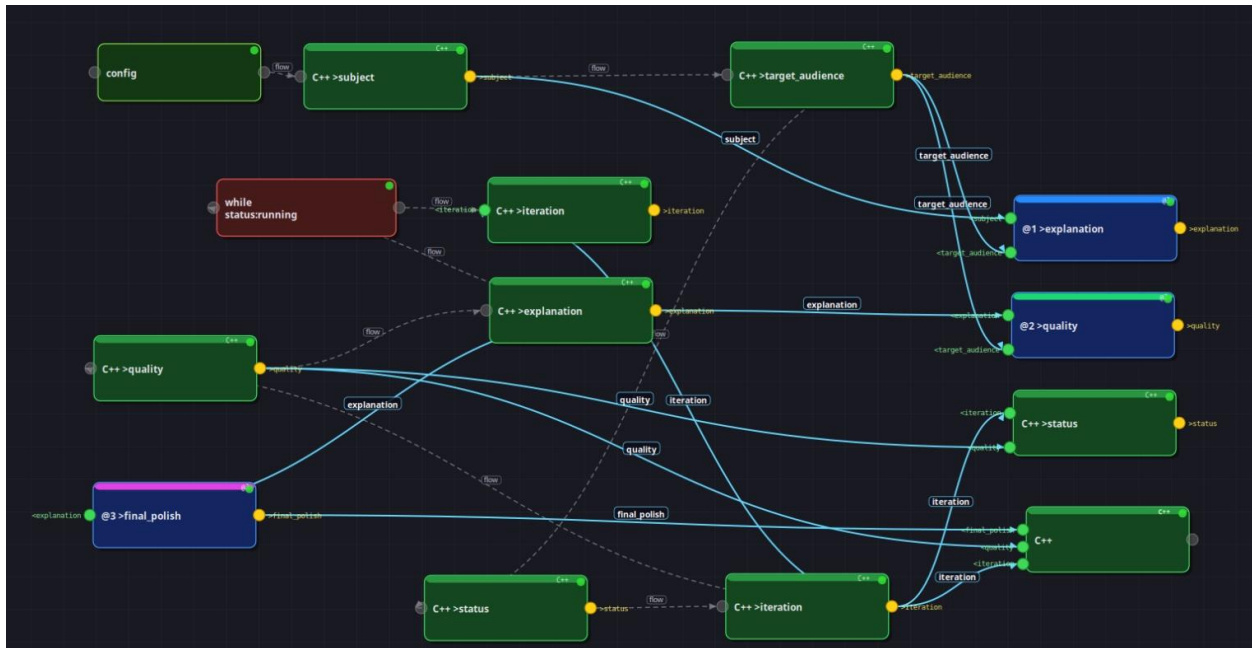 C++
C++
config
flow
C++ >subject
>subject
flow
C++ >target_audience
>target_audience
subject
target_audience
C++
while
status:running
flow
<iteration
C++ >iteration
>iteration
target_audience
<subject
@1 >explanation
>explanation
<target_audience
flow
C++
C++ >explanation
>explanation
explanation
<explanation
@2 >quality
>quality
<target_audience
flow
C++
C++ >quality
>quality
explanation
quality
iteration
C++
<iteration
C++ >status
>status
<quality
quality
flow
<explanation
@3 >final_polish
>final_polish
final_polish
iteration
C++
<final_polish
C++
<quality
<iteration
iteration
C++
C++ >status
>status
flow
C++
C++ >iteration
>iteration